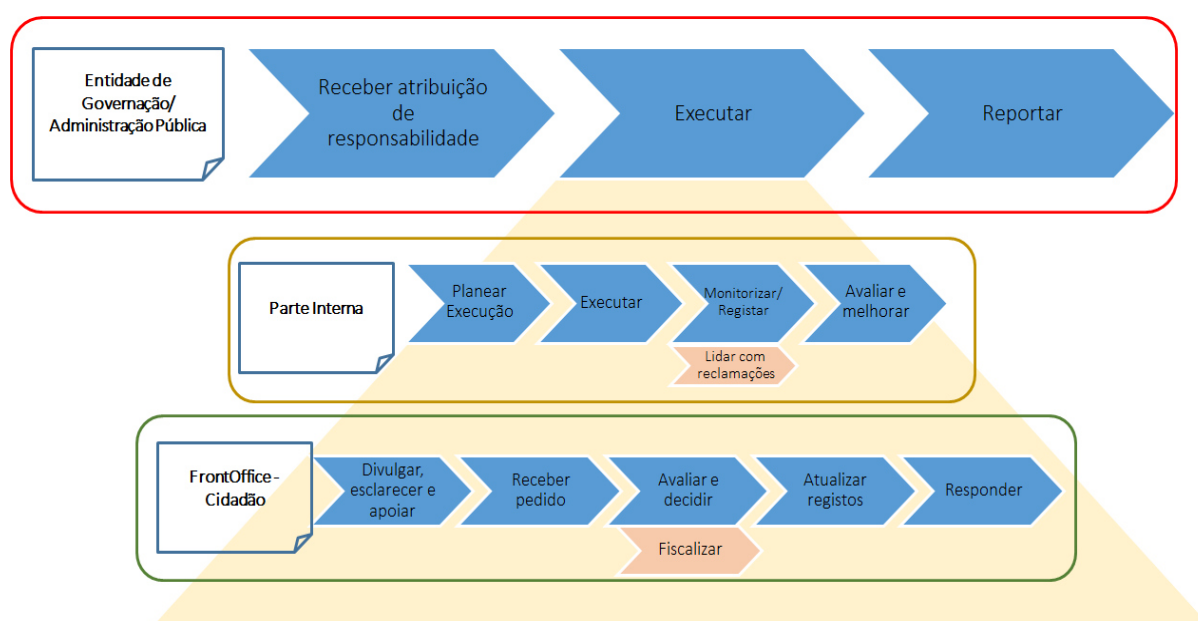 Entidade de
Governação/
Administração Pública
Receber atribuição
de
responsabilidade
Executar
Reportar
Parte Interna
Planear
Execução
Executar
Monitorizar/
Registar
Avaliar e
melhorar
Lidar com
reclamações
FrontOffice -
Cidadão
Divulgar,
esclarecer e
apoiar
Receber
pedido
Avaliar e
decidir
Atualizar
registos
Responder
Fiscalizar